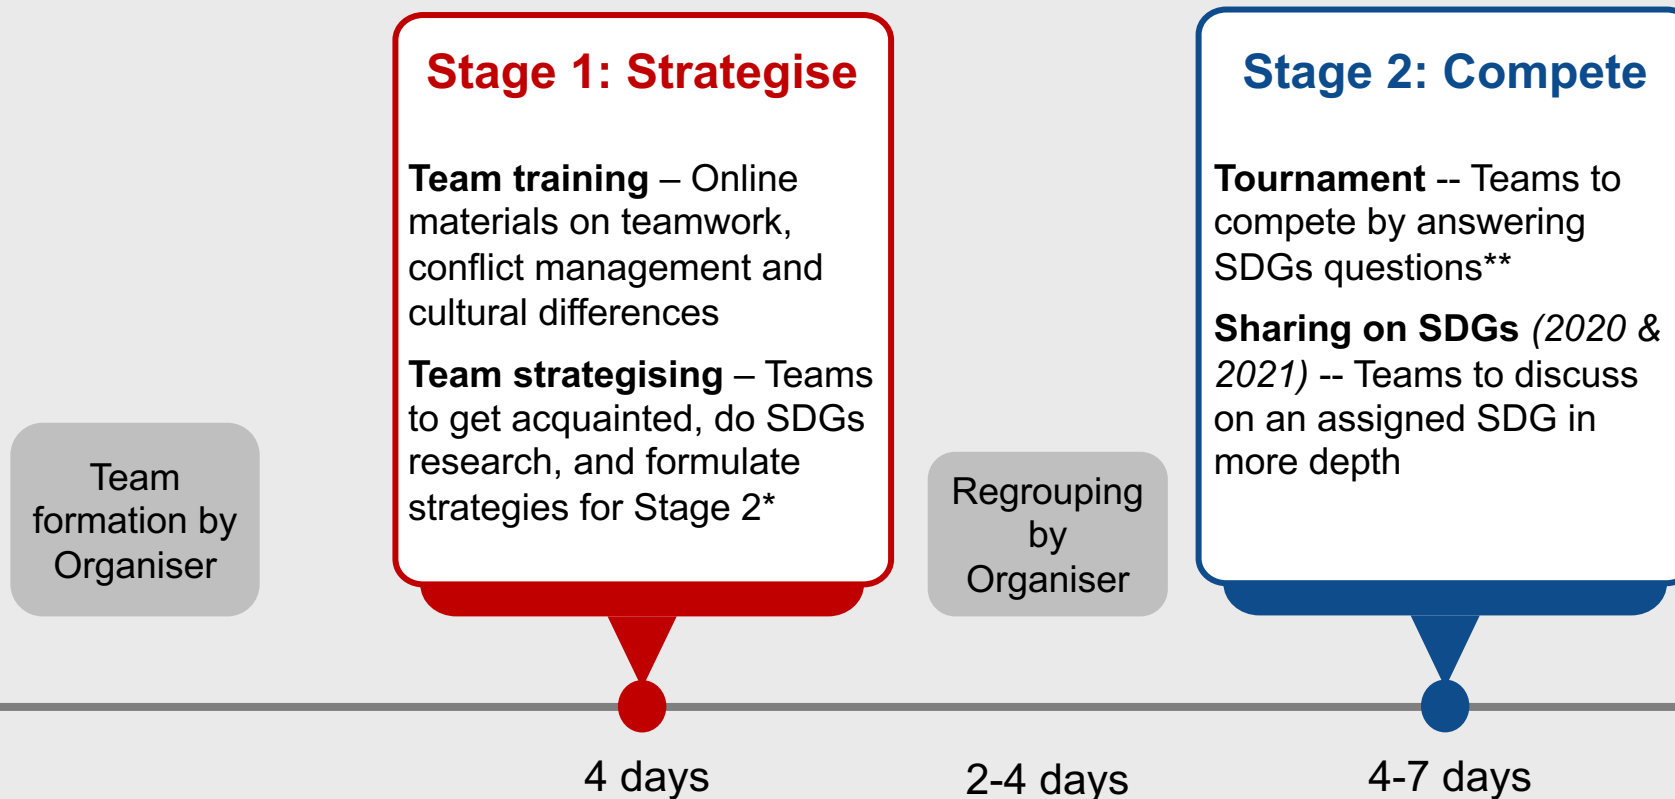 Stage 1: Strategise
Team training – Online
materials on teamwork,
conflict management and
cultural differences
Team strategising – Teams
to get acquainted, do SDGs
research, and formulate
strategies for Stage 2*
Stage 2: Compete
Tournament -- Teams to
compete by answering
SDGs questions**
Sharing on SDGs (2020 &
2021) -- Teams to discuss
on an assigned SDG in
more depth
Team
formation by
Organiser
Regrouping
by
Organiser
4 days
2-4 days
4-7 days